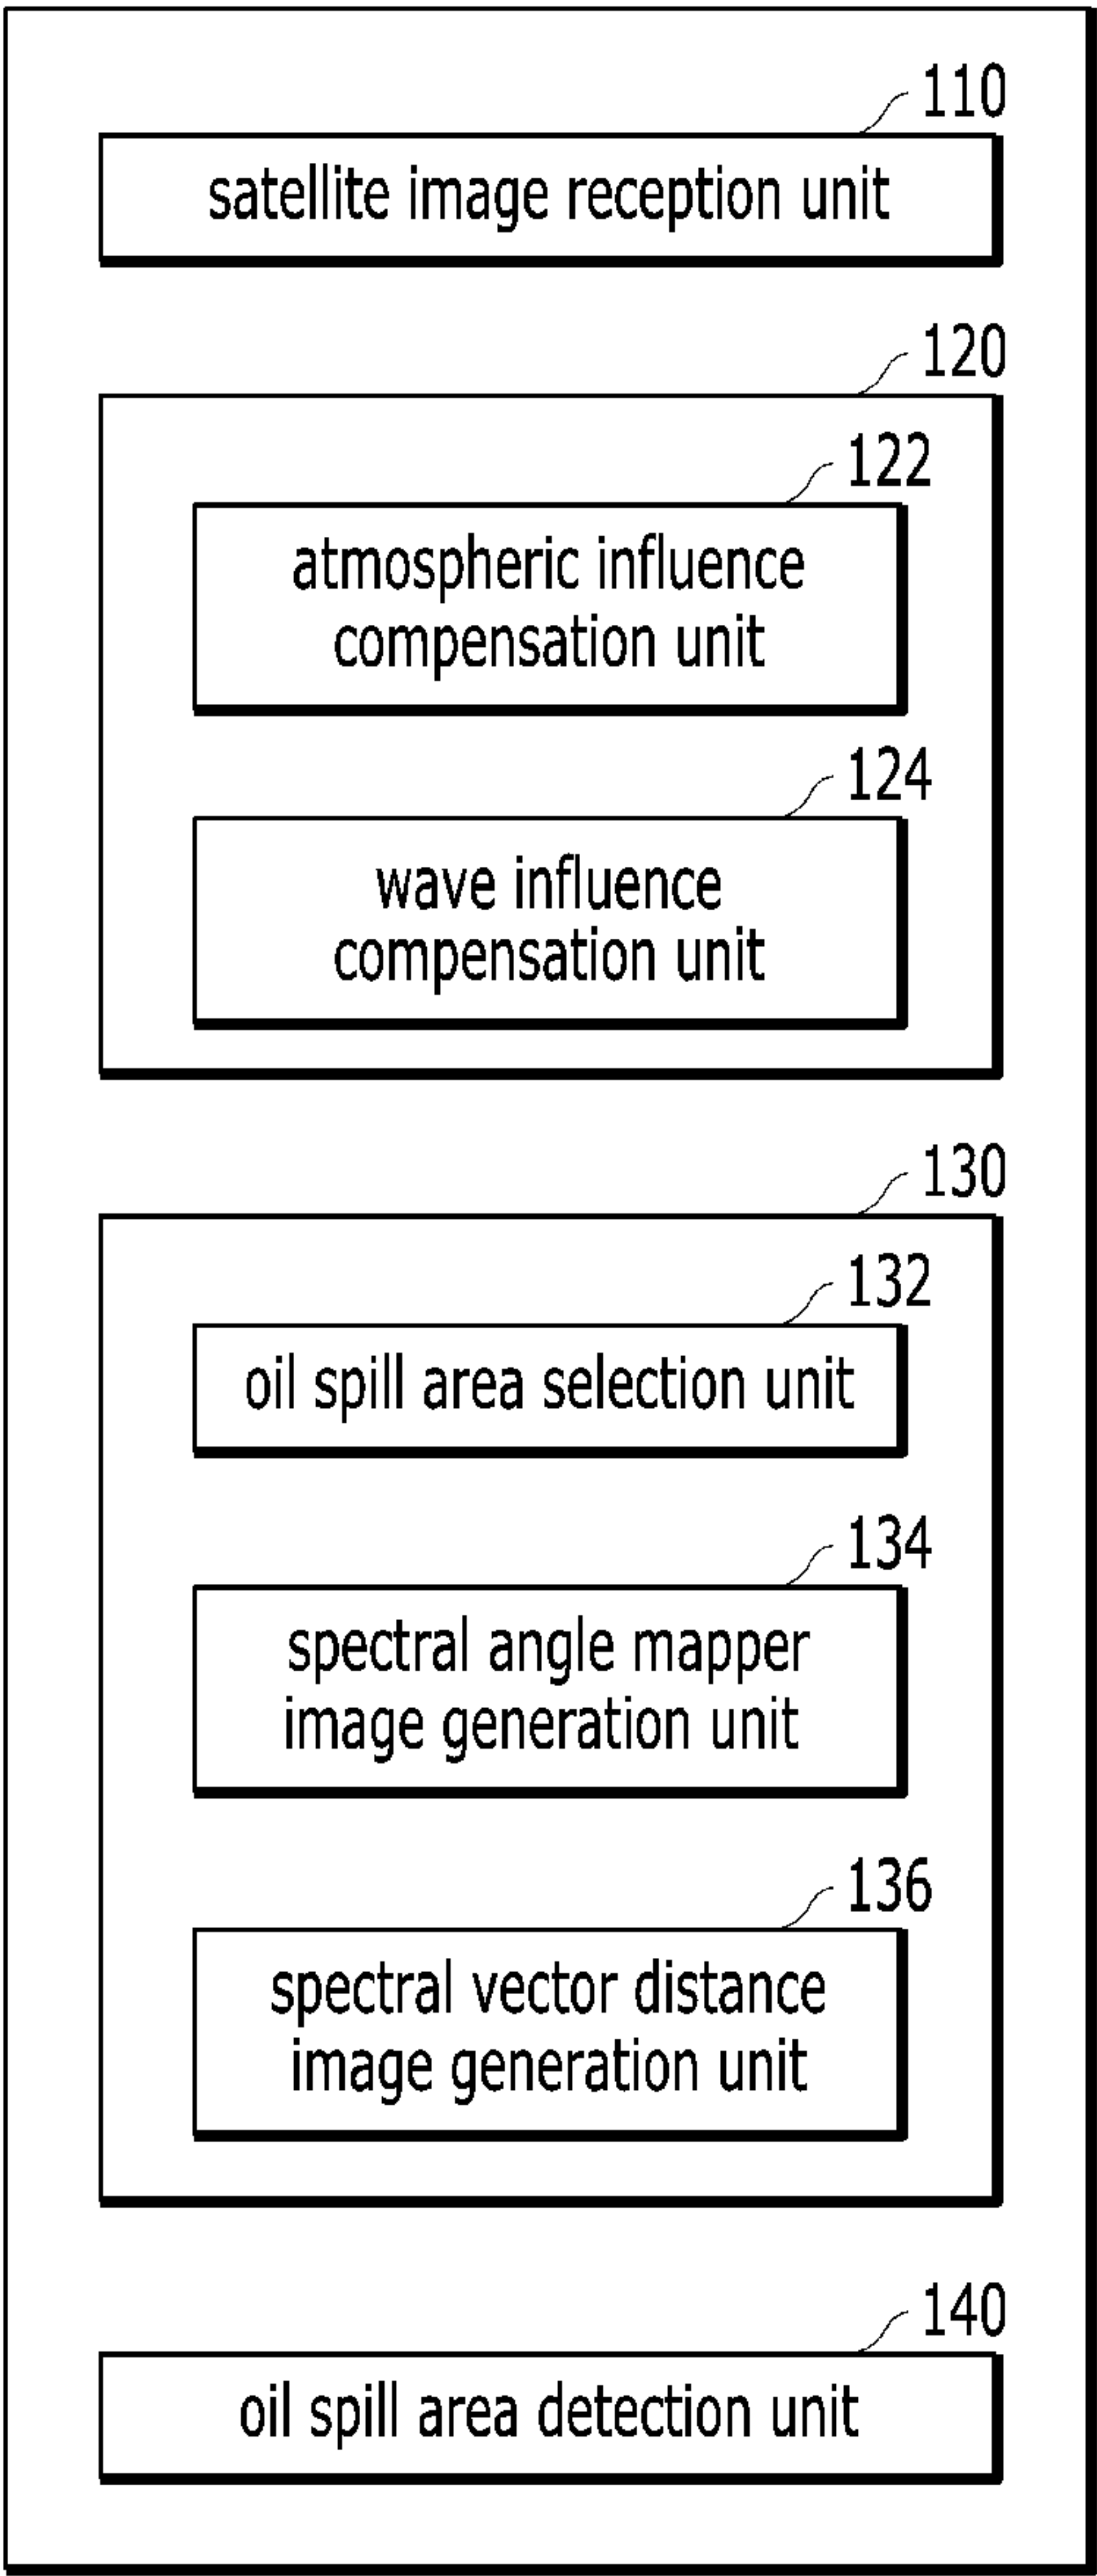 110
satellite image reception unit
120
122
atmospheric influence
compensation unit
124
wave influence
compensation unit
130
132
oil spill area selection unit
134
spectral angle mapper
image generation unit
136
spectral vector distance
image generation unit
140
oil spill area detection unit